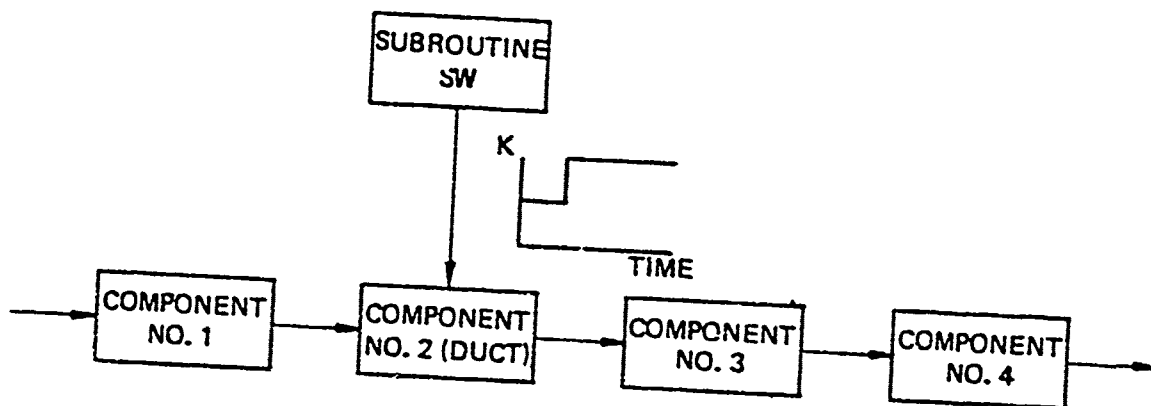 SUBROUTINE
SW
K
TIME
COMPONENT
NO. 1
COMPONENT
NO. 2 (DUCT)
COMPONENT
NO. 3
COMPONENT
NO. 4